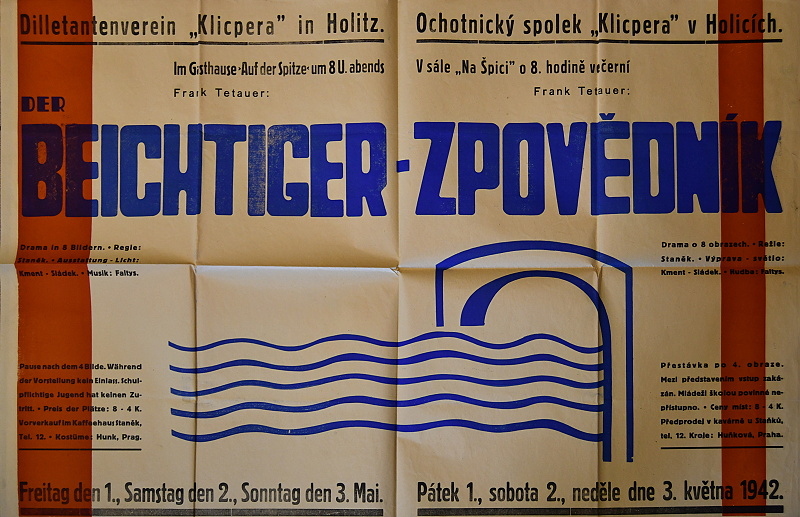 Dilletantenverein „Klicpera" in Holitz.
Im Gasthause „Auf der Spitze" um 8 U. abends
Frank Tetauer:
DER
Ochotnický spolek „Klicpera" v Holicích.
V sále „Na Špici" o 8. hodině večerní
Frank Tetauer:
BEICHTIGER-ZPOVĚDNÍK
Drama in 8 Bildern. • Regie:
Staněk. • Ausstattung - Licht:
Kment - Sládek. • Musik: Faltys.
Pause nach dem 4 Bilde. Während
der Vorstellung kein Einlass. Schul-
pflichtige Jugend hat keinen Zu-
tritt. • Preis der Plätze: 8 - 4 K.
Vorverkauf im Kaffeehaus Staněk,
Tel. 12. • Kostüme: Hunk, Prag.
Drama o 8 obrazech. • Režie:
Staněk. • Výprava - světlo:
Kment - Sládek. • Hudba: Faltys.
Přestávka po 4. obraze.
Mezi představením vstup zaká-
zán. Mládeži školou povinné ne-
přístupno. • Ceny míst: 8 - 4 K.
Předprodej v kavárně u Staňků,
tel. 12. Kroje: Huňková, Praha.
Freitag den 1., Samstag den 2., Sonntag den 3. Mai.
Pátek 1., sobota 2., neděle dne 3. května 1942.